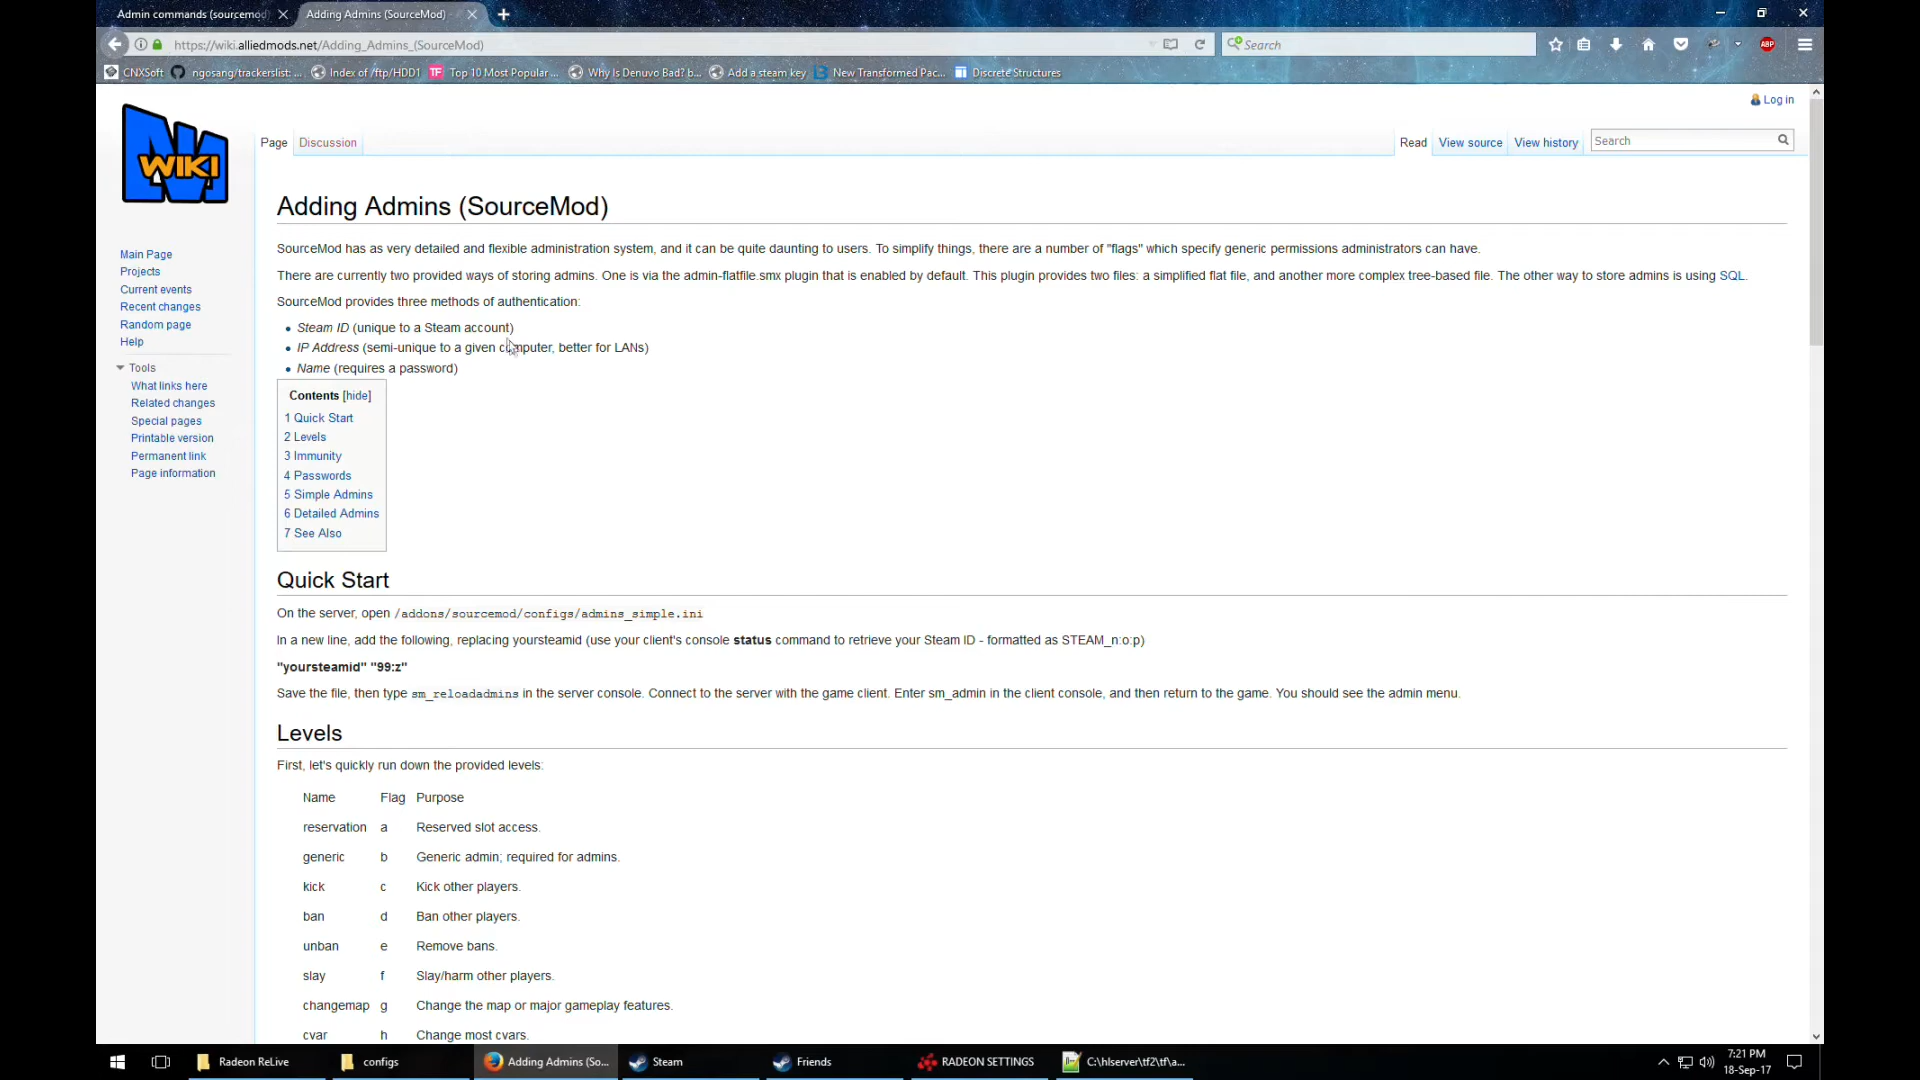 Admin commands (sourcemod
Adding Admins (SourceMod)
https://wiki.alliedmods.net/Adding_Admins_(SourceMod)
Search
CNXSoft
ngosang/trackerslist: ...
Index of /ftp/HDD1
TF Top 10 Most Popular ...
Why Is Denuvo Bad? b...
Add a steam key
New Transformed Pac...
Discrete Structures
ABP
Log in
WIKI
Page
Discussion
Read
View source
View history
Search
Main Page
Projects
Current events
Recent changes
Random page
Help
Tools
What links here
Related changes
Special pages
Printable version
Permanent link
Page information
Adding Admins (SourceMod)
SourceMod has as very detailed and flexible administration system, and it can be quite daunting to users. To simplify things, there are a number of "flags" which specify generic permissions administrators can have.
There are currently two provided ways of storing admins. One is via the admin-flatfile.smx plugin that is enabled by default. This plugin provides two files: a simplified flat file, and another more complex tree-based file. The other way to store admins is using SQL.
SourceMod provides three methods of authentication:
Steam ID (unique to a Steam account)
IP Address (semi-unique to a given computer, better for LANs)
Name (requires a password)
Contents [hide]
1 Quick Start
2 Levels
3 Immunity
4 Passwords
5 Simple Admins
6 Detailed Admins
7 See Also
Quick Start
On the server, open /addons/sourcemod/configs/admins_simple.ini
In a new line, add the following, replacing yoursteamid (use your client's console status command to retrieve your Steam ID - formatted as STEAM_n:o:p)
"yoursteamid" "99:z"
Save the file, then type sm_reloadadmins in the server console. Connect to the server with the game client. Enter sm_admin in the client console, and then return to the game. You should see the admin menu.
Levels
First, let's quickly run down the provided levels:
Name Flag Purpose
reservation a Reserved slot access.
generic b Generic admin; required for admins.
kick c Kick other players.
ban d Ban other players.
unban e Remove bans.
slay f Slay/harm other players.
changemap g Change the map or major gameplay features.
cvar h Change most cvars.
Radeon ReLive
configs
Adding Admins (So...
Steam
Friends
RADEON SETTINGS
C:\hlserver\tf2\tf\a...
7:21 PM
18-Sep-17